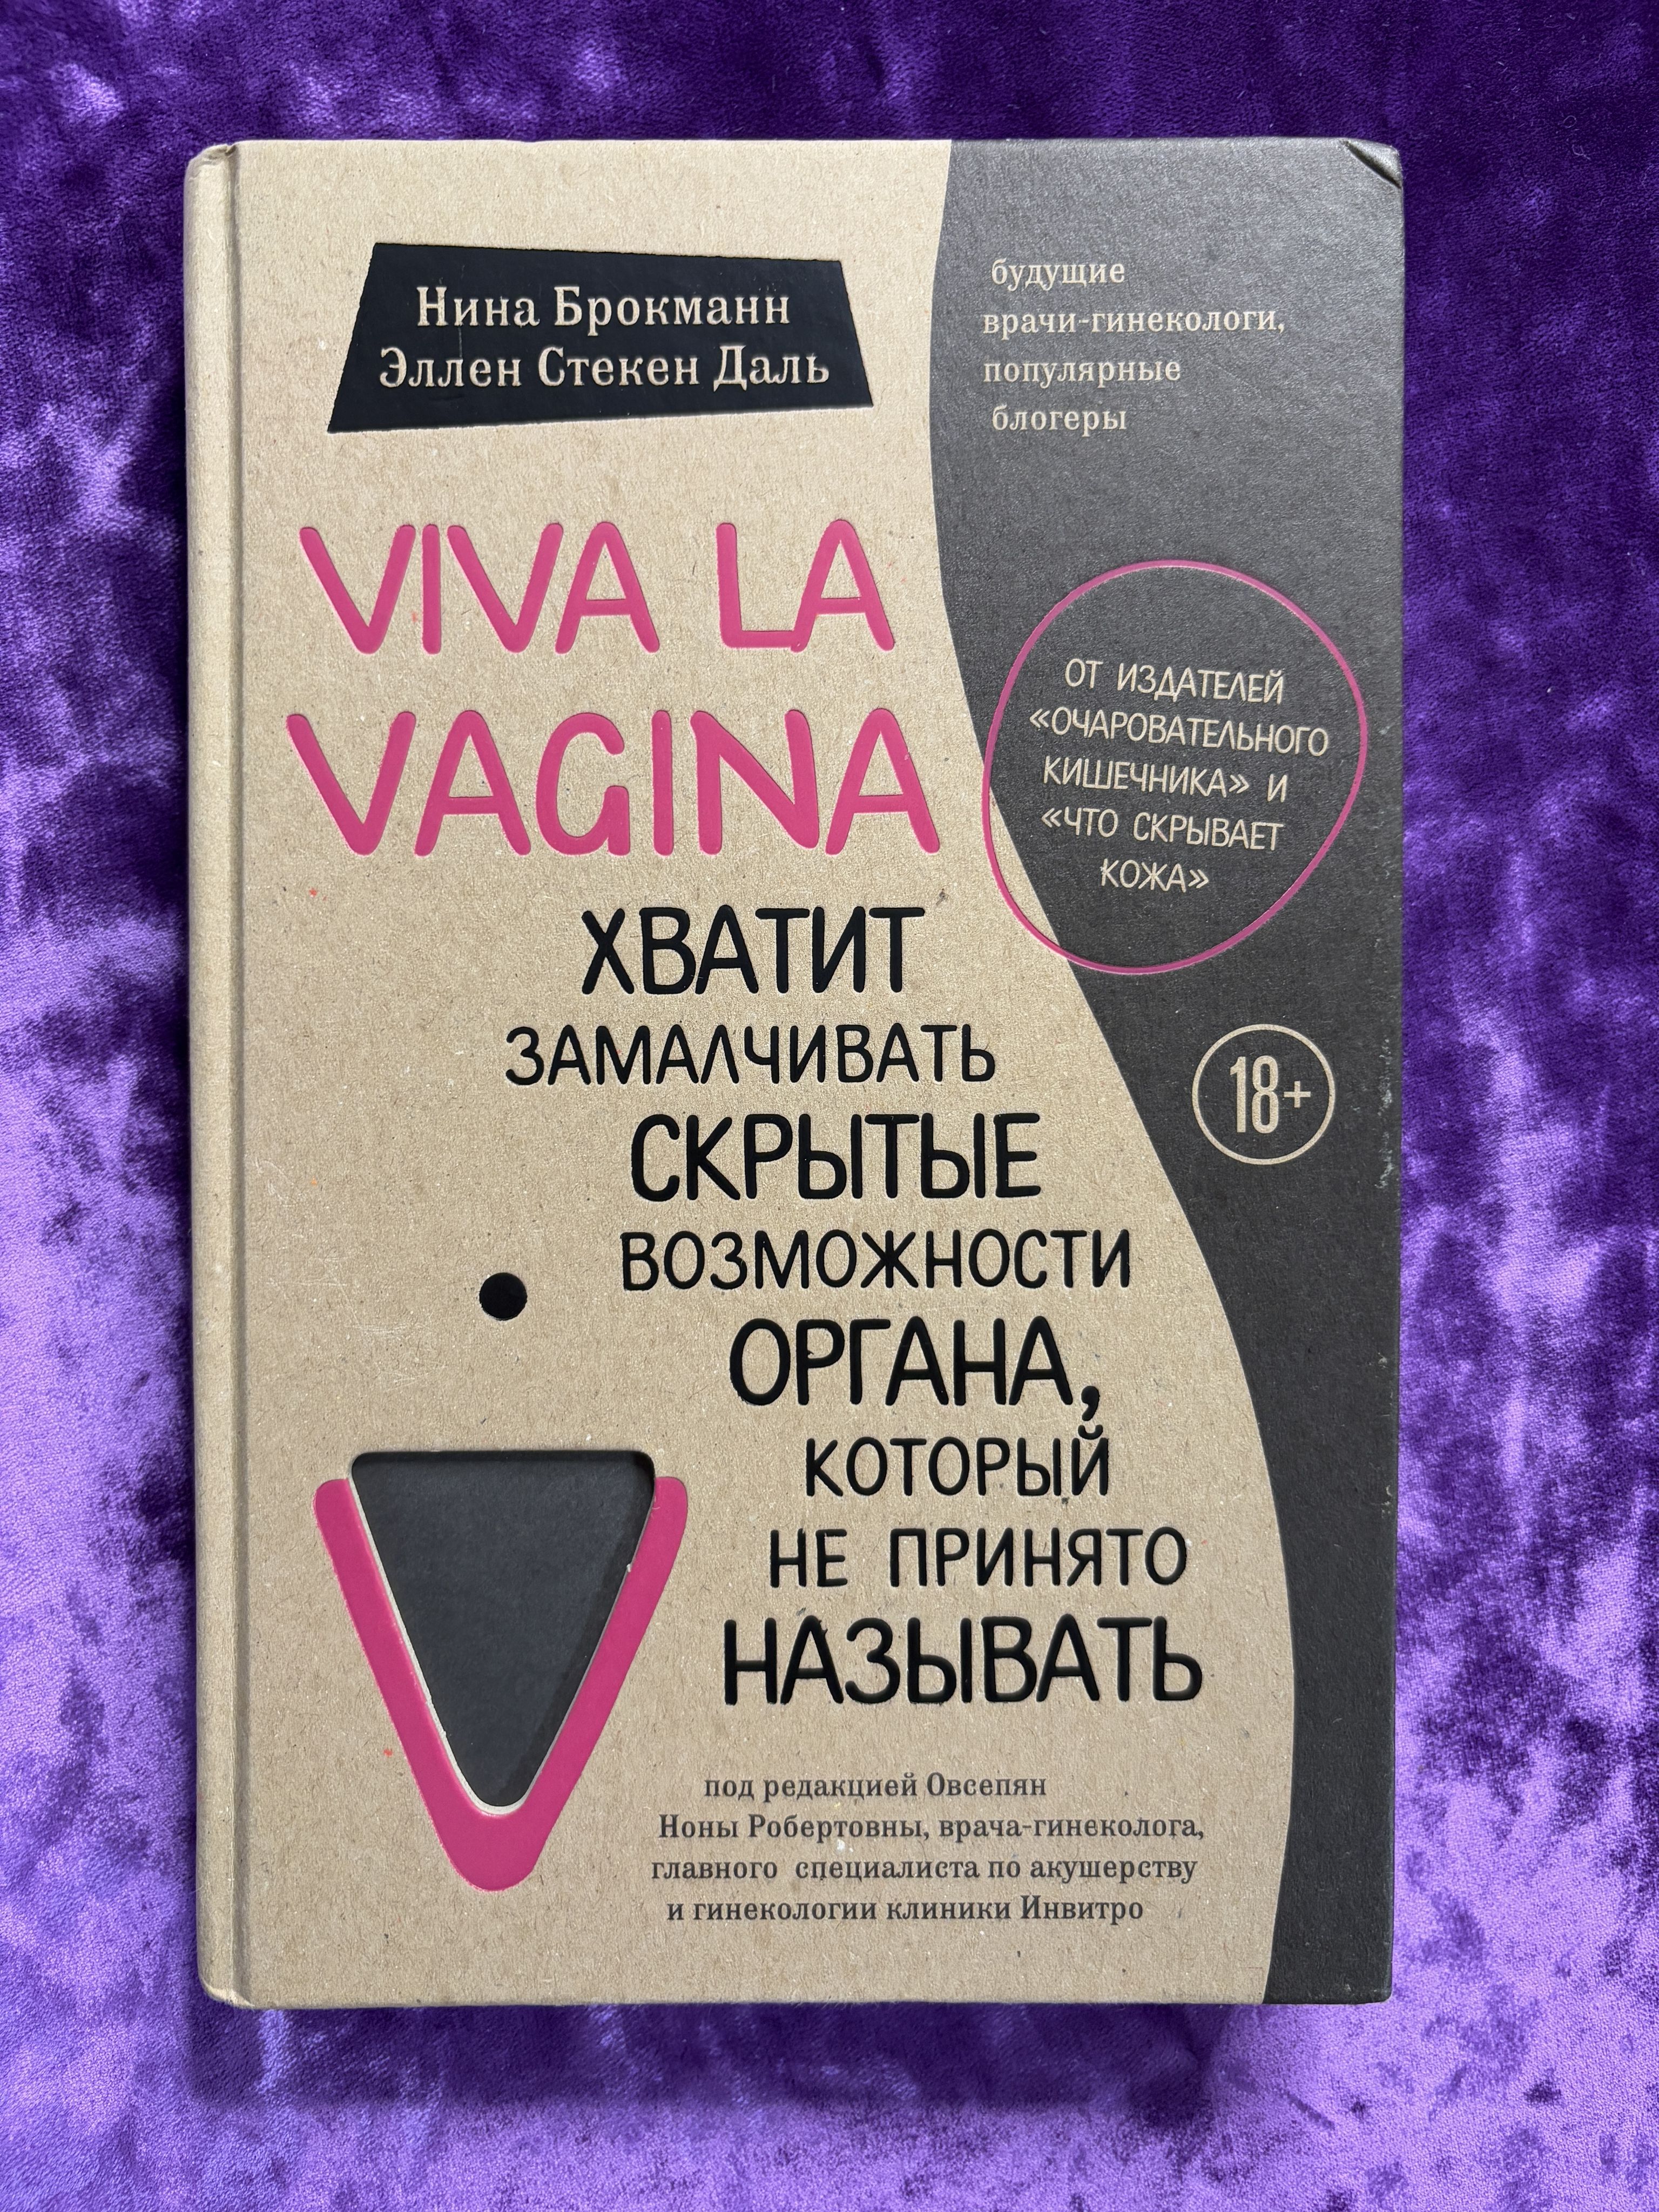 Нина Брокманн
Эллен Стекен Даль
будущие
врачи-гинекологи,
популярные
блогеры
VIVA LA
VAGINA
ОТ ИЗДАТЕЛЕЙ
«ОЧАРОВАТЕЛЬНОГО
КИШЕЧНИКА» И
«ЧТО СКРЫВАЕТ
КОЖА»
18+
ХВАТИТ
ЗАМАЛЧИВАТЬ
СКРЫТЫЕ
ВОЗМОЖНОСТИ
ОРГАНА,
КОТОРЫЙ
НЕ ПРИНЯТО
НАЗЫВАТЬ
под редакцией Овсепян
Ноны Робертовны, врача-гинеколога,
главного специалиста по акушерству
и гинекологии клиники Инвитро